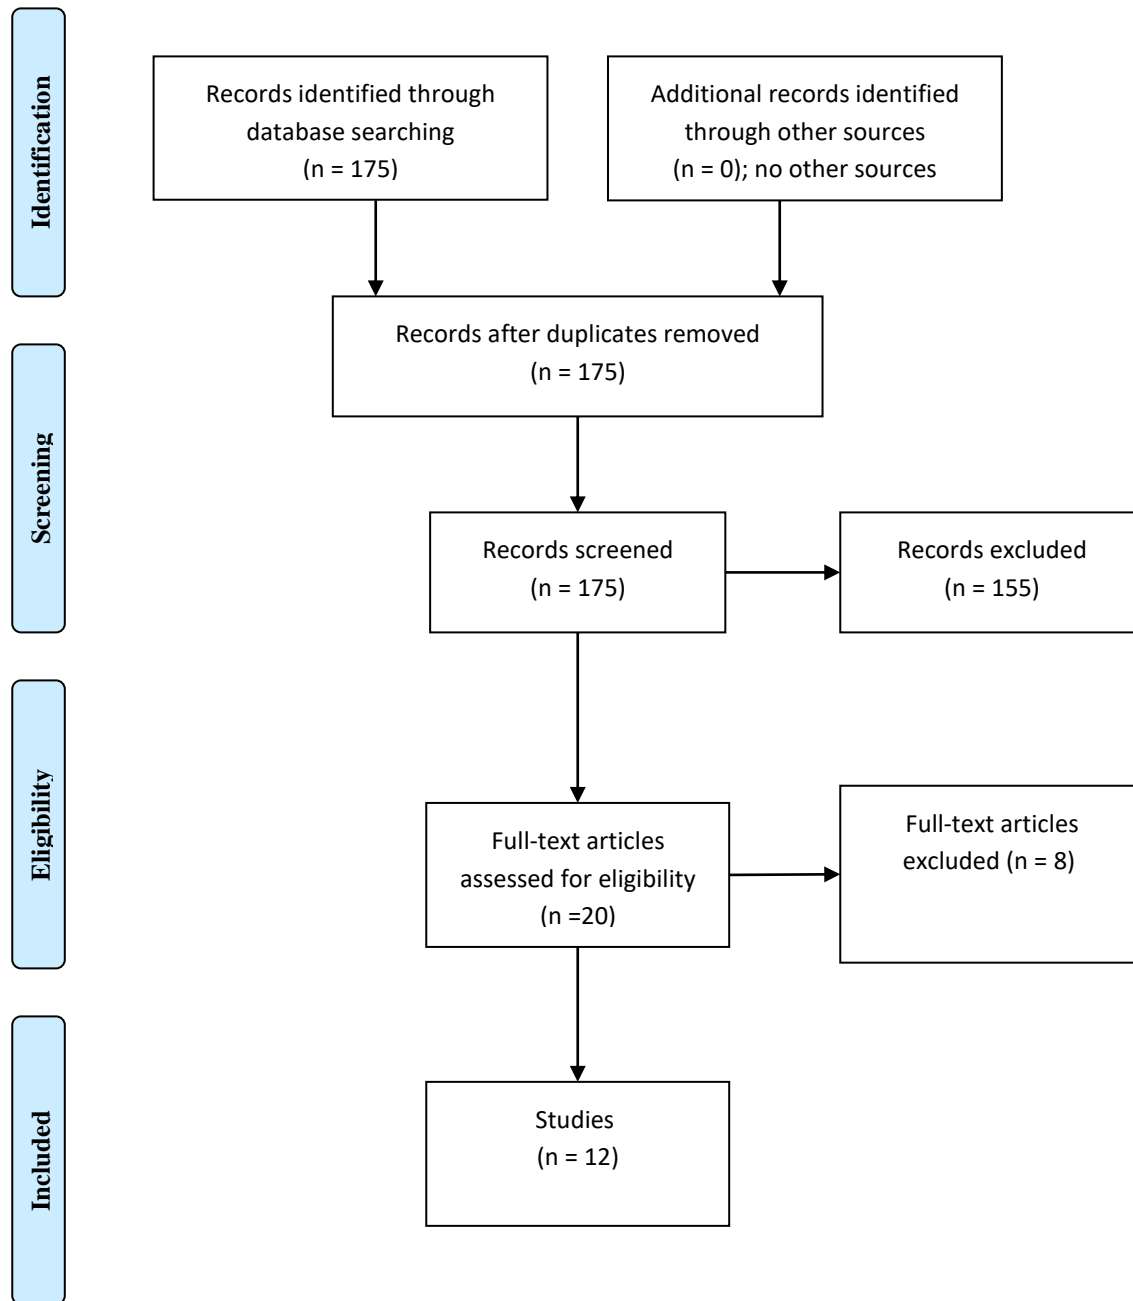 Identification
Records identified through
database searching
(n = 175)
Additional records identified
through other sources
(n = 0); no other sources
Records after duplicates removed
(n = 175)
Screening
Records screened
(n = 175)
Records excluded
(n = 155)
Eligibility
Full-text articles
assessed for eligibility
(n =20)
Full-text articles
excluded (n = 8)
Included
Studies
(n = 12)